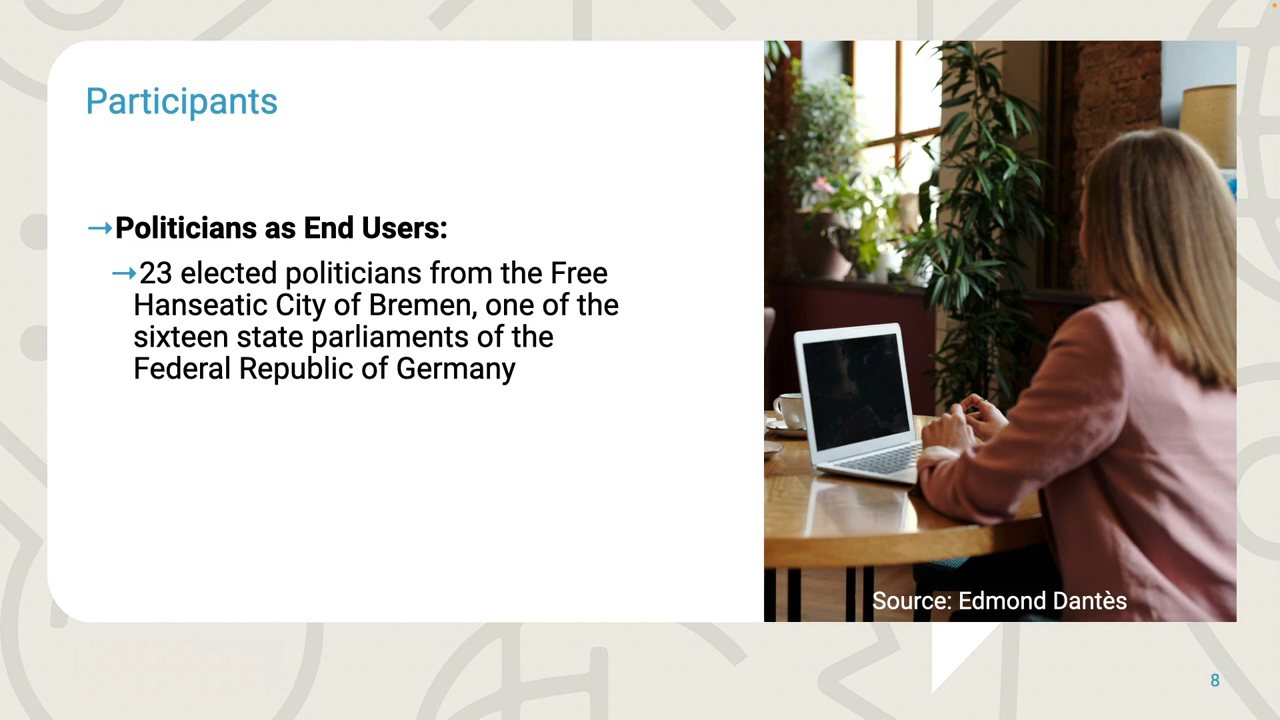 Participants
→Politicians as End Users:
→23 elected politicians from the Free
Hanseatic City of Bremen, one of the
sixteen state parliaments of the
Federal Republic of Germany
Source: Edmond Dantès
8